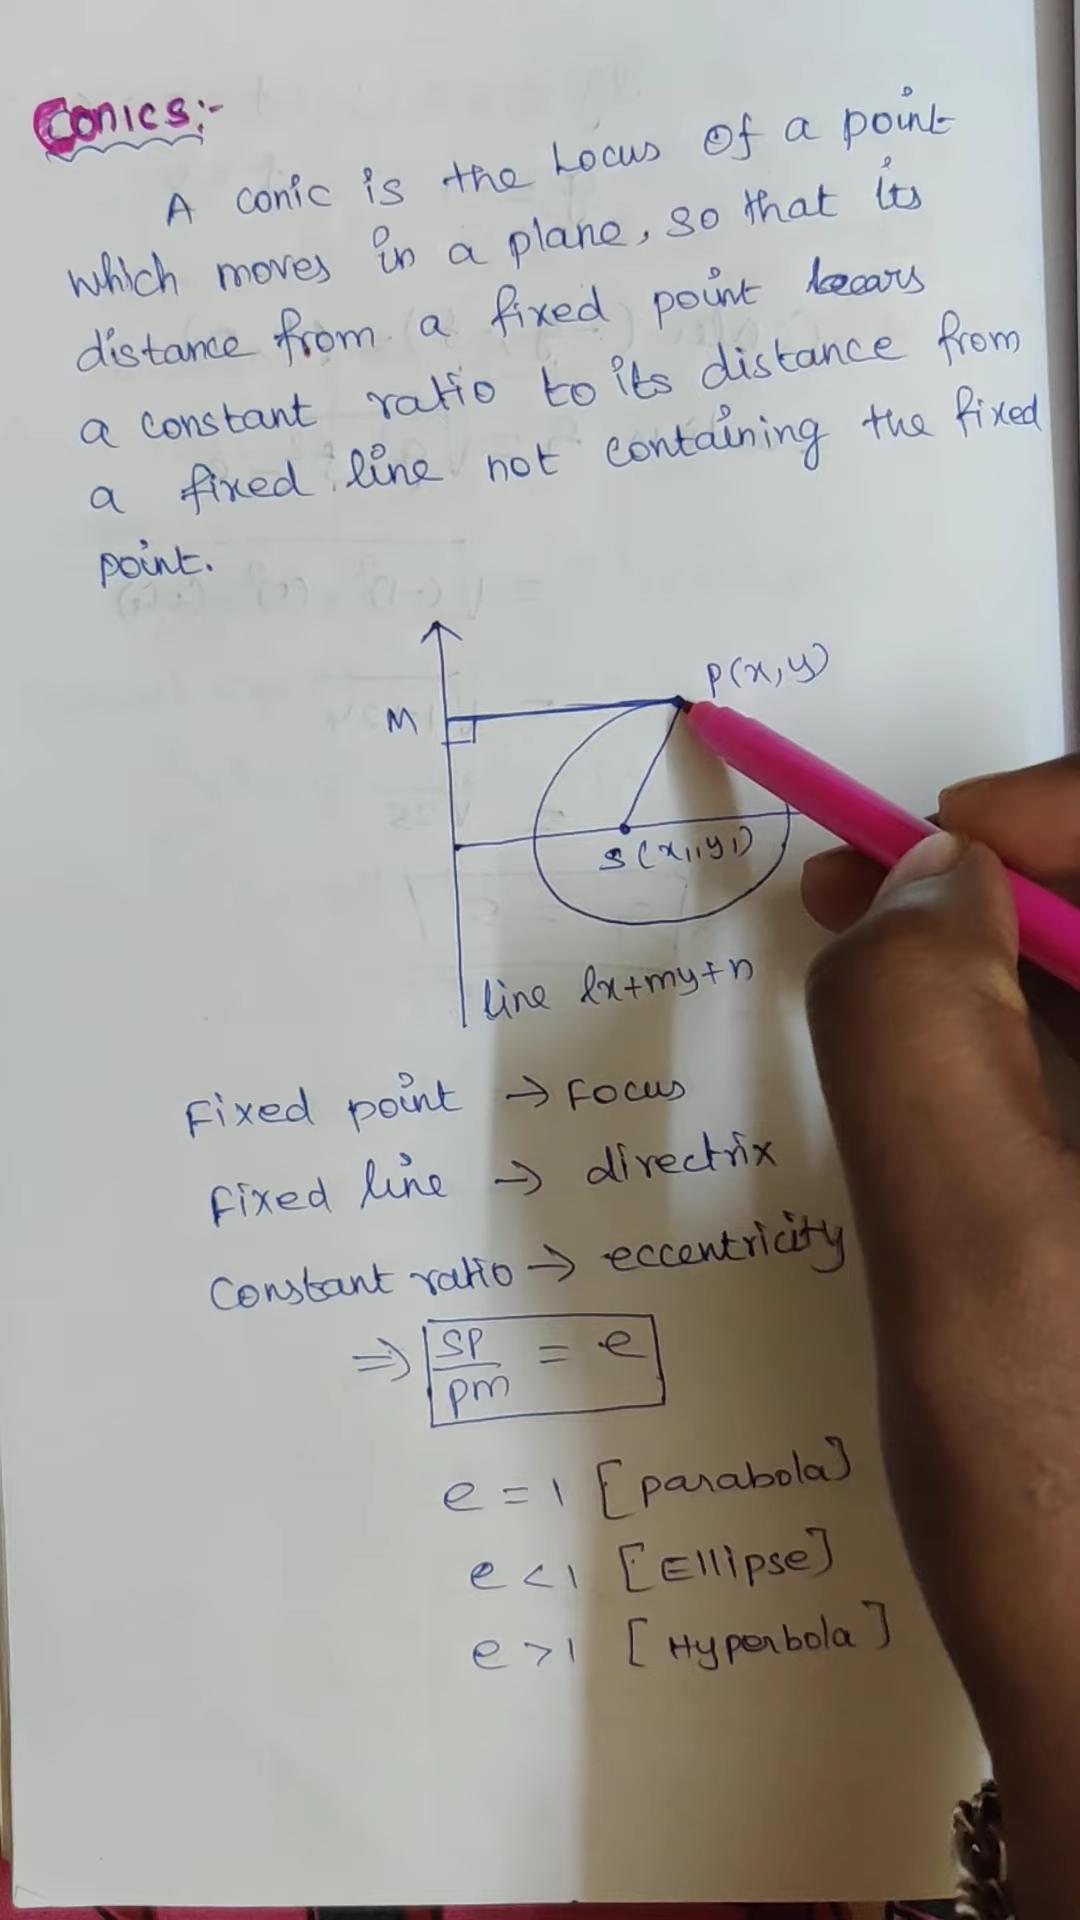 Conics:-
A conic is the Locus of a point
which moves in a plane, so that its
distance from a fixed point bears
a constant ratio to its distance from
a fixed line not containing the fixed
point.
P(x,y)
M
S(x1,y1)
line lx+my+n
Fixed point → Focus
Fixed line → directrix
Constant ratio → eccentricity
⇒ SP/PM = e
e = 1 [parabola]
e < 1 [Ellipse]
e > 1 [Hyperbola]